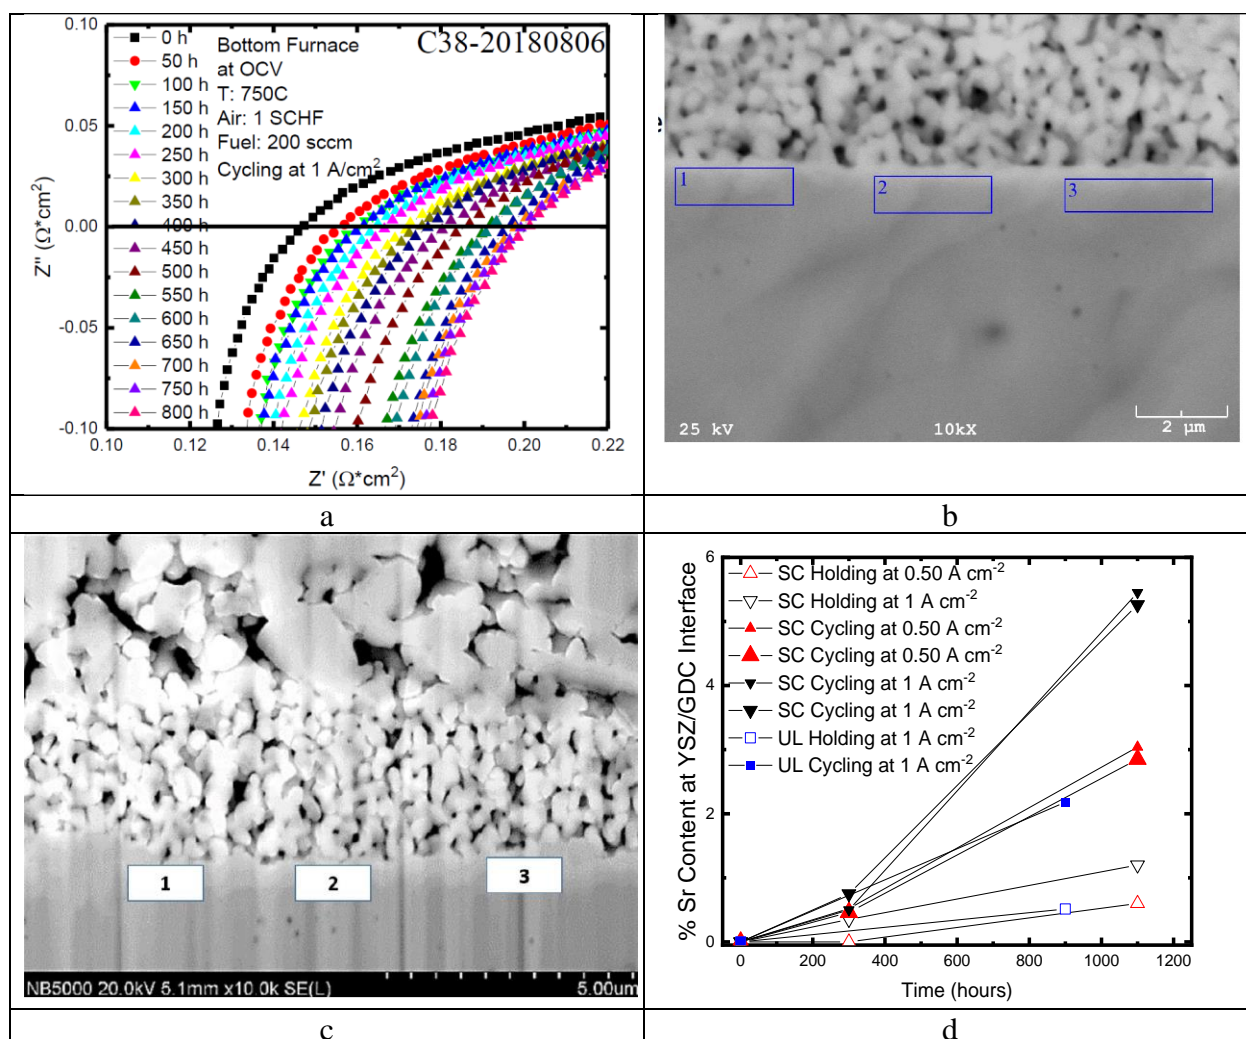 C38-20180806
Bottom Furnace
at OCV
T: 750C
Air: 1 SCHF
Fuel: 200 sccm
Cycling at 1 A/cm²
0 h
50 h
100 h
150 h
200 h
250 h
300 h
350 h
400 h
450 h
500 h
550 h
600 h
650 h
700 h
750 h
800 h
0.10
0.05
0.00
-0.05
-0.10
Z'' (Ω*cm²)
0.10 0.12 0.14 0.16 0.18 0.20 0.22
Z' (Ω*cm²)
a
e
1
2
3
25 kV 10kX 2 μm
b
1
2
3
NB5000 20.0kV 5.1mm x10.0k SE(L) 5.00um
c
SC Holding at 0.50 A cm⁻²
SC Holding at 1 A cm⁻²
SC Cycling at 0.50 A cm⁻²
SC Cycling at 0.50 A cm⁻²
SC Cycling at 1 A cm⁻²
SC Cycling at 1 A cm⁻²
UL Holding at 1 A cm⁻²
UL Cycling at 1 A cm⁻²
6
4
2
0
% Sr Content at YSZ/GDC Interface
0 200 400 600 800 1000 1200
Time (hours)
d